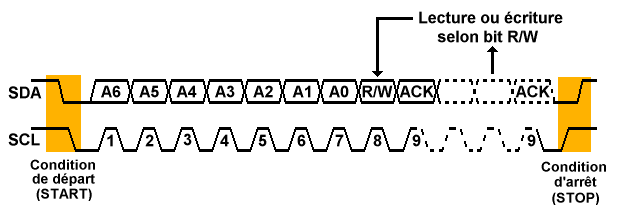 Lecture ou écriture
selon bit R/W
SDA A6 A5 A4 A3 A2 A1 A0 R/W ACK ACK
SCL 1 2 3 4 5 6 7 8 9 9
Condition
de départ
(START)
Condition
d'arrêt
(STOP)